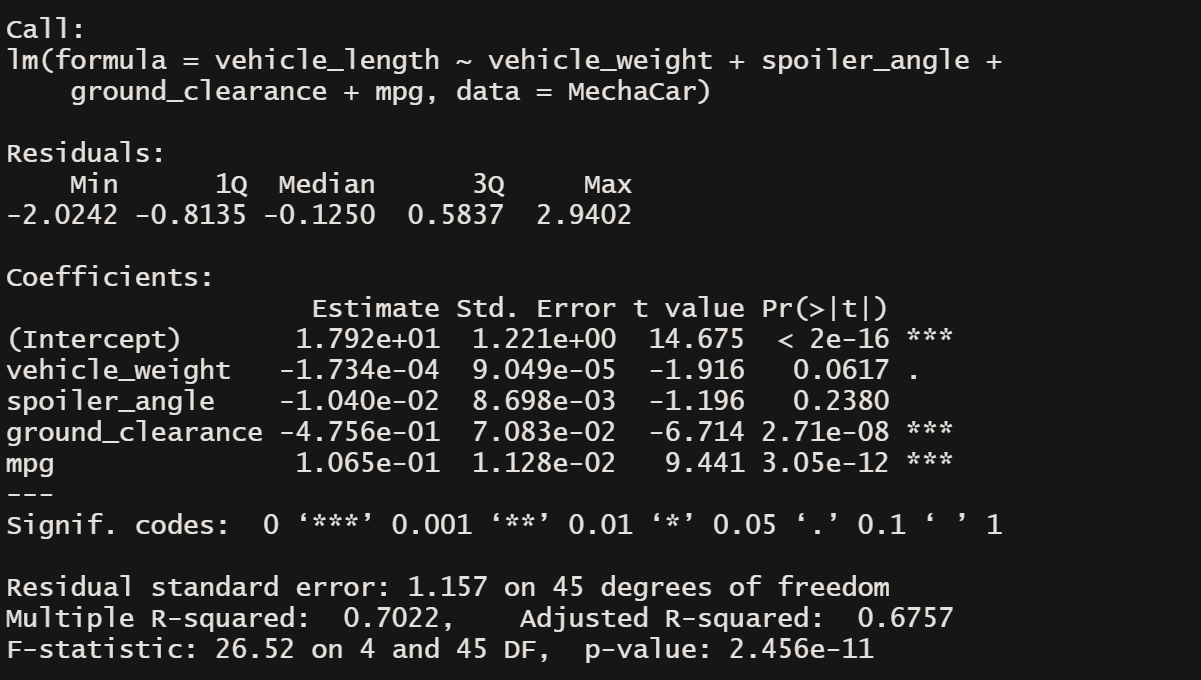 Call:
lm(formula = vehicle_length ~ vehicle_weight + spoiler_angle +
    ground_clearance + mpg, data = MechaCar)

Residuals:
    Min      1Q  Median      3Q     Max
-2.0242 -0.8135 -0.1250  0.5837  2.9402

Coefficients:
                   Estimate Std. Error t value Pr(>|t|)
(Intercept)       1.792e+01  1.221e+00  14.675  < 2e-16 ***
vehicle_weight   -1.734e-04  9.049e-05  -1.916   0.0617 .
spoiler_angle    -1.040e-02  8.698e-03  -1.196   0.2380
ground_clearance -4.756e-01  7.083e-02  -6.714 2.71e-08 ***
mpg               1.065e-01  1.128e-02   9.441 3.05e-12 ***
---
Signif. codes:  0 ‘***’ 0.001 ‘**’ 0.01 ‘*’ 0.05 ‘.’ 0.1 ‘ ’ 1

Residual standard error: 1.157 on 45 degrees of freedom
Multiple R-squared:  0.7022,    Adjusted R-squared:  0.6757
F-statistic: 26.52 on 4 and 45 DF,  p-value: 2.456e-11